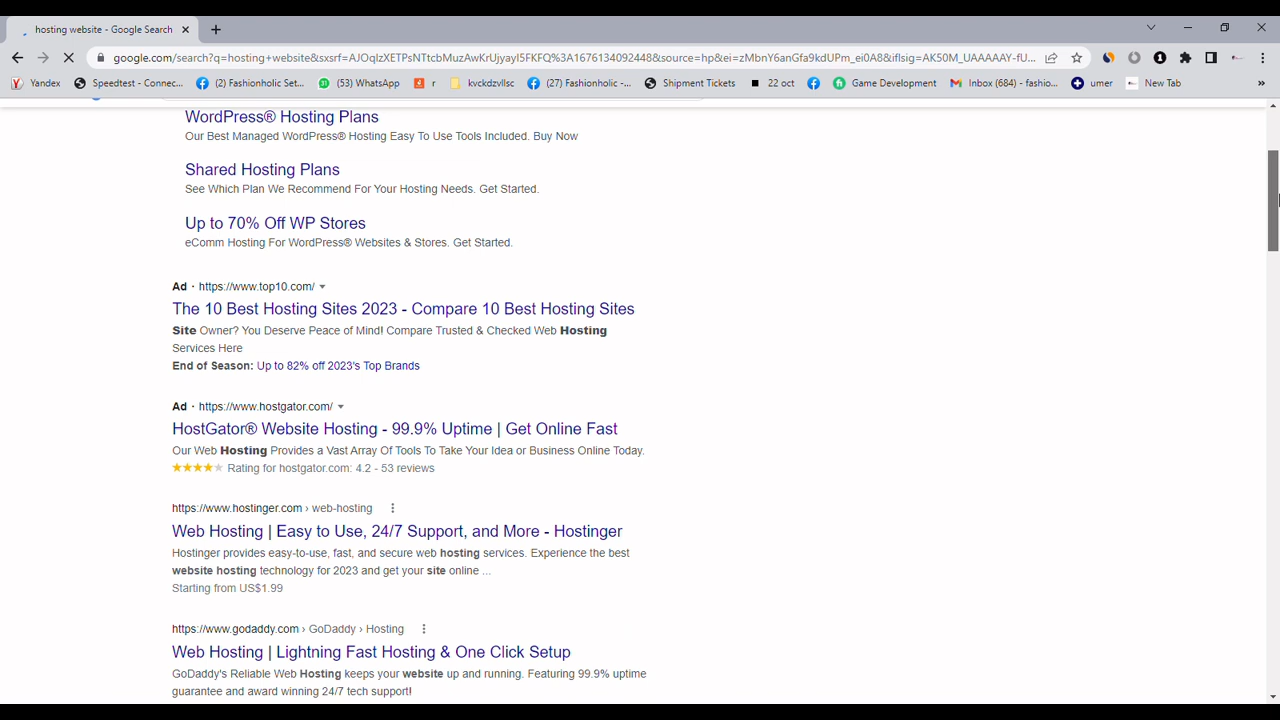 hosting website - Google Search
google.com/search?q=hosting+website&sxsrf=AJOqlzXETPsNTtcbMuzAwKrUjyayI5FKFQ%3A1676134092448&source=hp&ei=zMbnY6anGfa9kdUPm_ei0A8&iflsig=AK50M_UAAAAAY-fU...
Yandex
Speedtest - Connec...
(2) Fashionholic Set...
(53) WhatsApp
r
kvckdzvllsc
(27) Fashionholic -...
Shipment Tickets
22 oct
Game Development
Inbox (684) - fashio...
umer
New Tab
WordPress® Hosting Plans
Our Best Managed WordPress® Hosting Easy To Use Tools Included. Buy Now
Shared Hosting Plans
See Which Plan We Recommend For Your Hosting Needs. Get Started.
Up to 70% Off WP Stores
eComm Hosting For WordPress® Websites & Stores. Get Started.
Ad · https://www.top10.com/
The 10 Best Hosting Sites 2023 - Compare 10 Best Hosting Sites
Site Owner? You Deserve Peace of Mind! Compare Trusted & Checked Web Hosting
Services Here
End of Season: Up to 82% off 2023's Top Brands
Ad · https://www.hostgator.com/
HostGator® Website Hosting - 99.9% Uptime | Get Online Fast
Our Web Hosting Provides a Vast Array Of Tools To Take Your Idea or Business Online Today.
Rating for hostgator.com: 4.2 - 53 reviews
https://www.hostinger.com › web-hosting
Web Hosting | Easy to Use, 24/7 Support, and More - Hostinger
Hostinger provides easy-to-use, fast, and secure web hosting services. Experience the best
website hosting technology for 2023 and get your site online ...
Starting from US$1.99
https://www.godaddy.com › GoDaddy › Hosting
Web Hosting | Lightning Fast Hosting & One Click Setup
GoDaddy's Reliable Web Hosting keeps your website up and running. Featuring 99.9% uptime
guarantee and award winning 24/7 tech support!